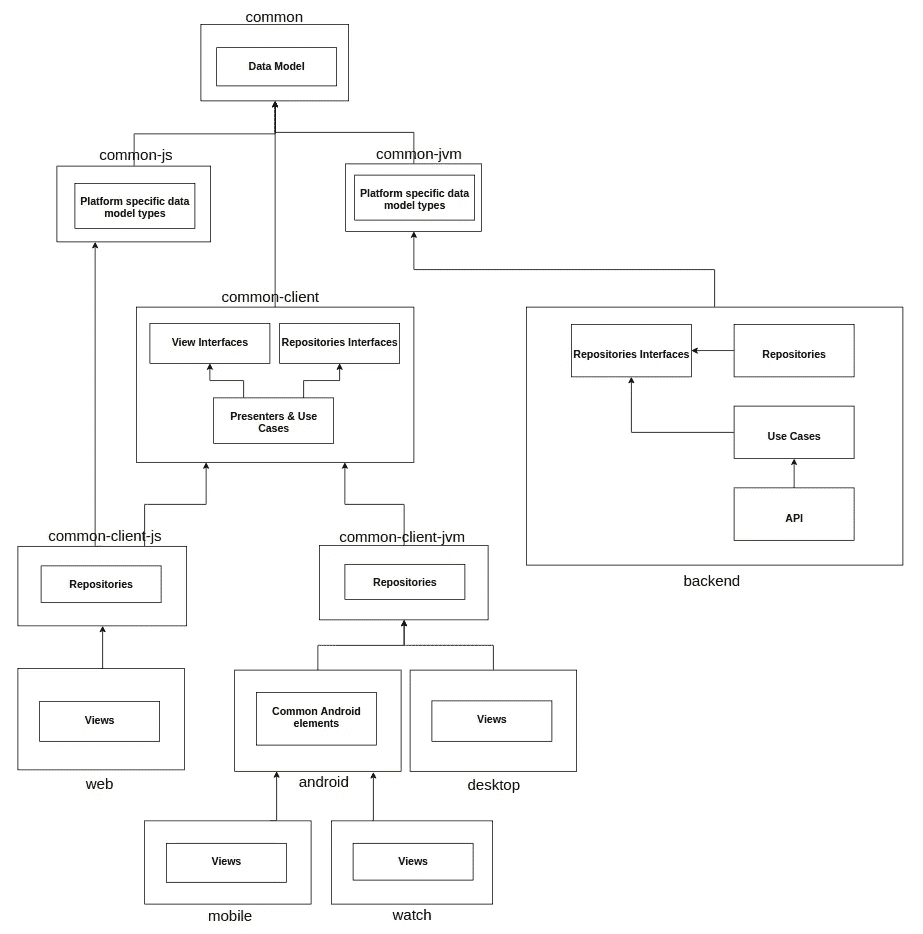 common
Data Model
common-js
common-jvm
Platform specific data
model types
Platform specific data
model types
common-client
View Interfaces
Repositories Interfaces
Presenters & Use
Cases
Repositories Interfaces
Repositories
Use Cases
API
backend
common-client-js
common-client-jvm
Repositories
Repositories
Views
Common Android
elements
Views
web
android
desktop
Views
Views
mobile
watch